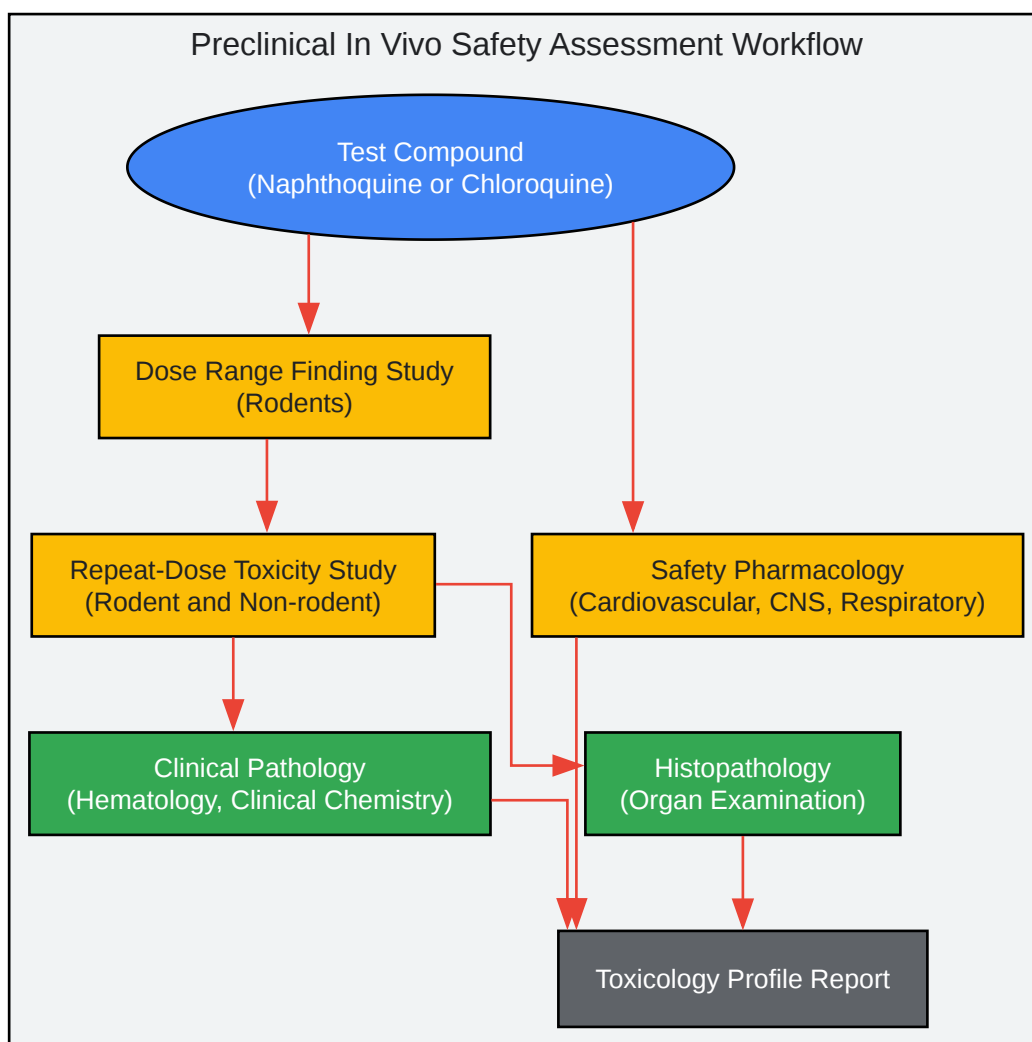 Preclinical In Vivo Safety Assessment Workflow
Test Compound
(Naphthoquine or Chloroquine)
Dose Range Finding Study
(Rodents)
Repeat-Dose Toxicity Study
(Rodent and Non-rodent)
Safety Pharmacology
(Cardiovascular, CNS, Respiratory)
Clinical Pathology
(Hematology, Clinical Chemistry)
Histopathology
(Organ Examination)
Toxicology Profile Report